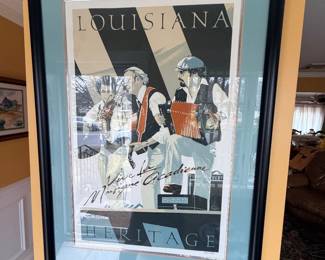 LOUISIANA
Vive La
Musique Acadienne
HERITAGE